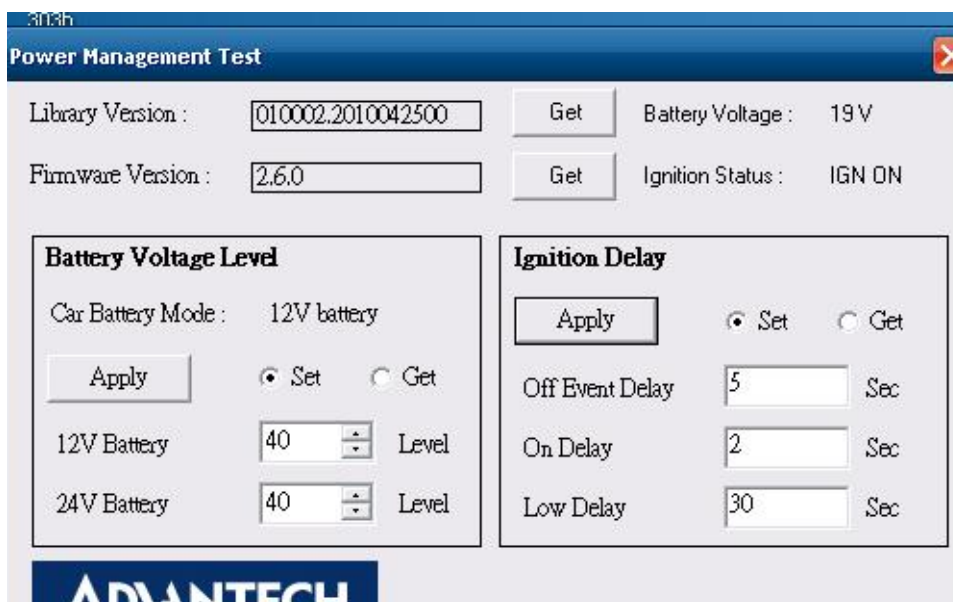 303h
Power Management Test
Library Version : 010002.2010042500 Get Battery Voltage : 19 V
Firmware Version : 2.6.0 Get Ignition Status : IGN ON
Battery Voltage Level
Car Battery Mode : 12V battery
Apply Set Get
12V Battery 40 Level
24V Battery 40 Level
Ignition Delay
Apply Set Get
Off Event Delay 5 Sec
On Delay 2 Sec
Low Delay 30 Sec
ADVANTECH